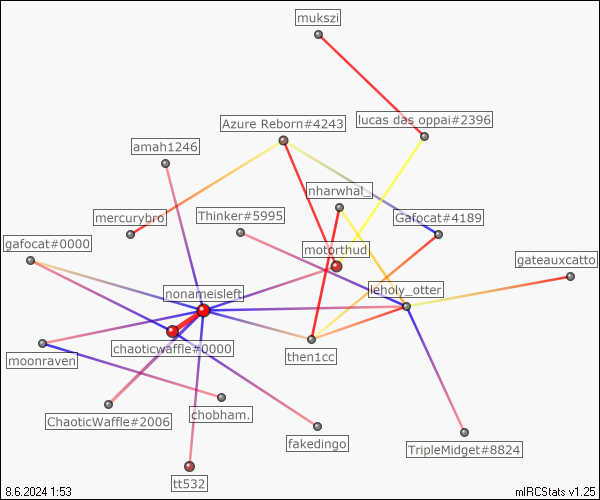 mukszi
Azure Reborn#4243
lucas das oppai#2396
amah1246
nharwhal_
mercurybro
Thinker#5995
Gafocat#4189
gafocat#0000
motorthud
gateauxcatto
nonameisleft
leholy_otter
chaoticwaffle#0000
then1cc
moonraven
ChaoticWaffle#2006
chobham.
fakedingo
TripleMidget#8824
tt532
8.6.2024 1:53
mIRCStats v1.25